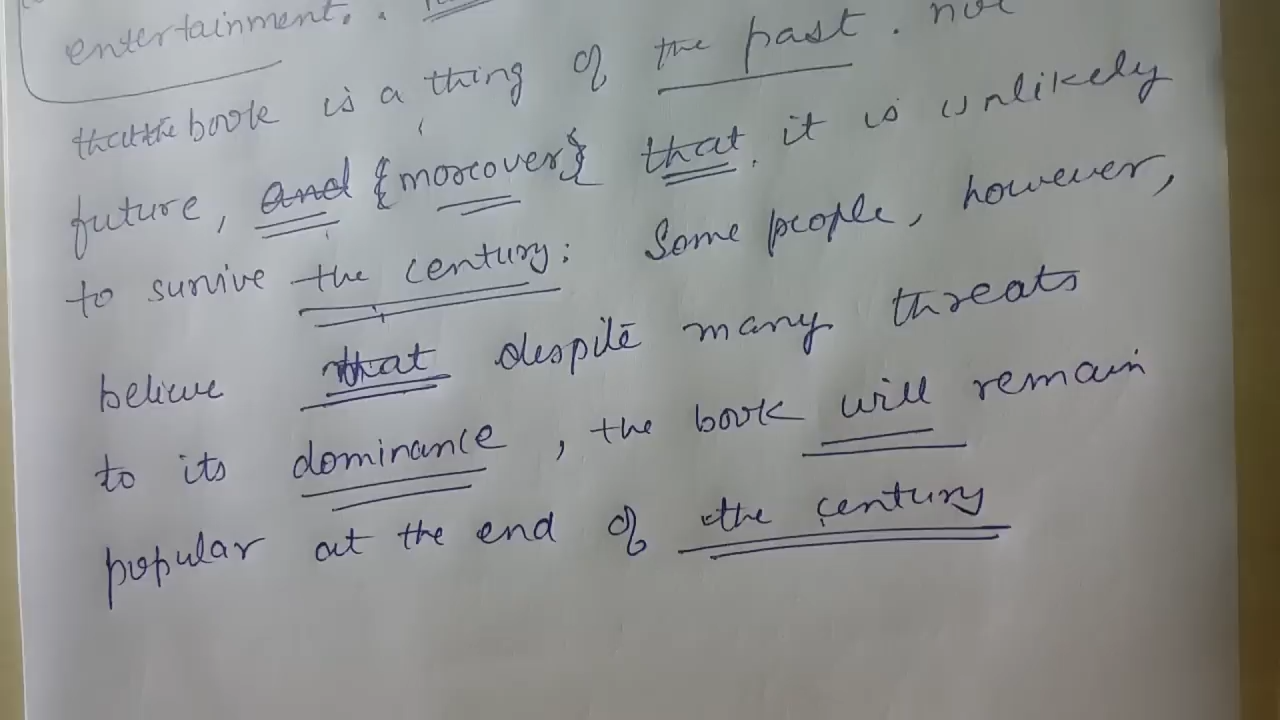 entertainment.
that the book is a thing of the past. not
future, and {moreover} that, it is unlikely
to survive the century: Some people, however,
believe that despite many threats
to its dominance, the book will remain
popular at the end of the century